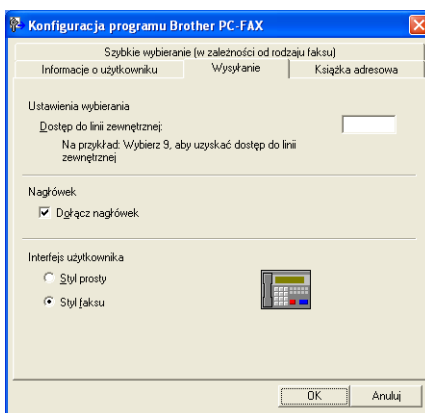 Konfiguracja programu Brother PC-FAX
Szybkie wybieranie (w zależności od rodzaju faksu)
Informacje o użytkowniku
Wysyłanie
Książka adresowa
Ustawienia wybierania
Dostęp do linii zewnętrznej:
Na przykład: Wybierz 9, aby uzyskać dostęp do linii
zewnętrznej
Nagłówek
Dołącz nagłówek
Interfejs użytkownika
Styl prosty
Styl faksu
OK
Anuluj